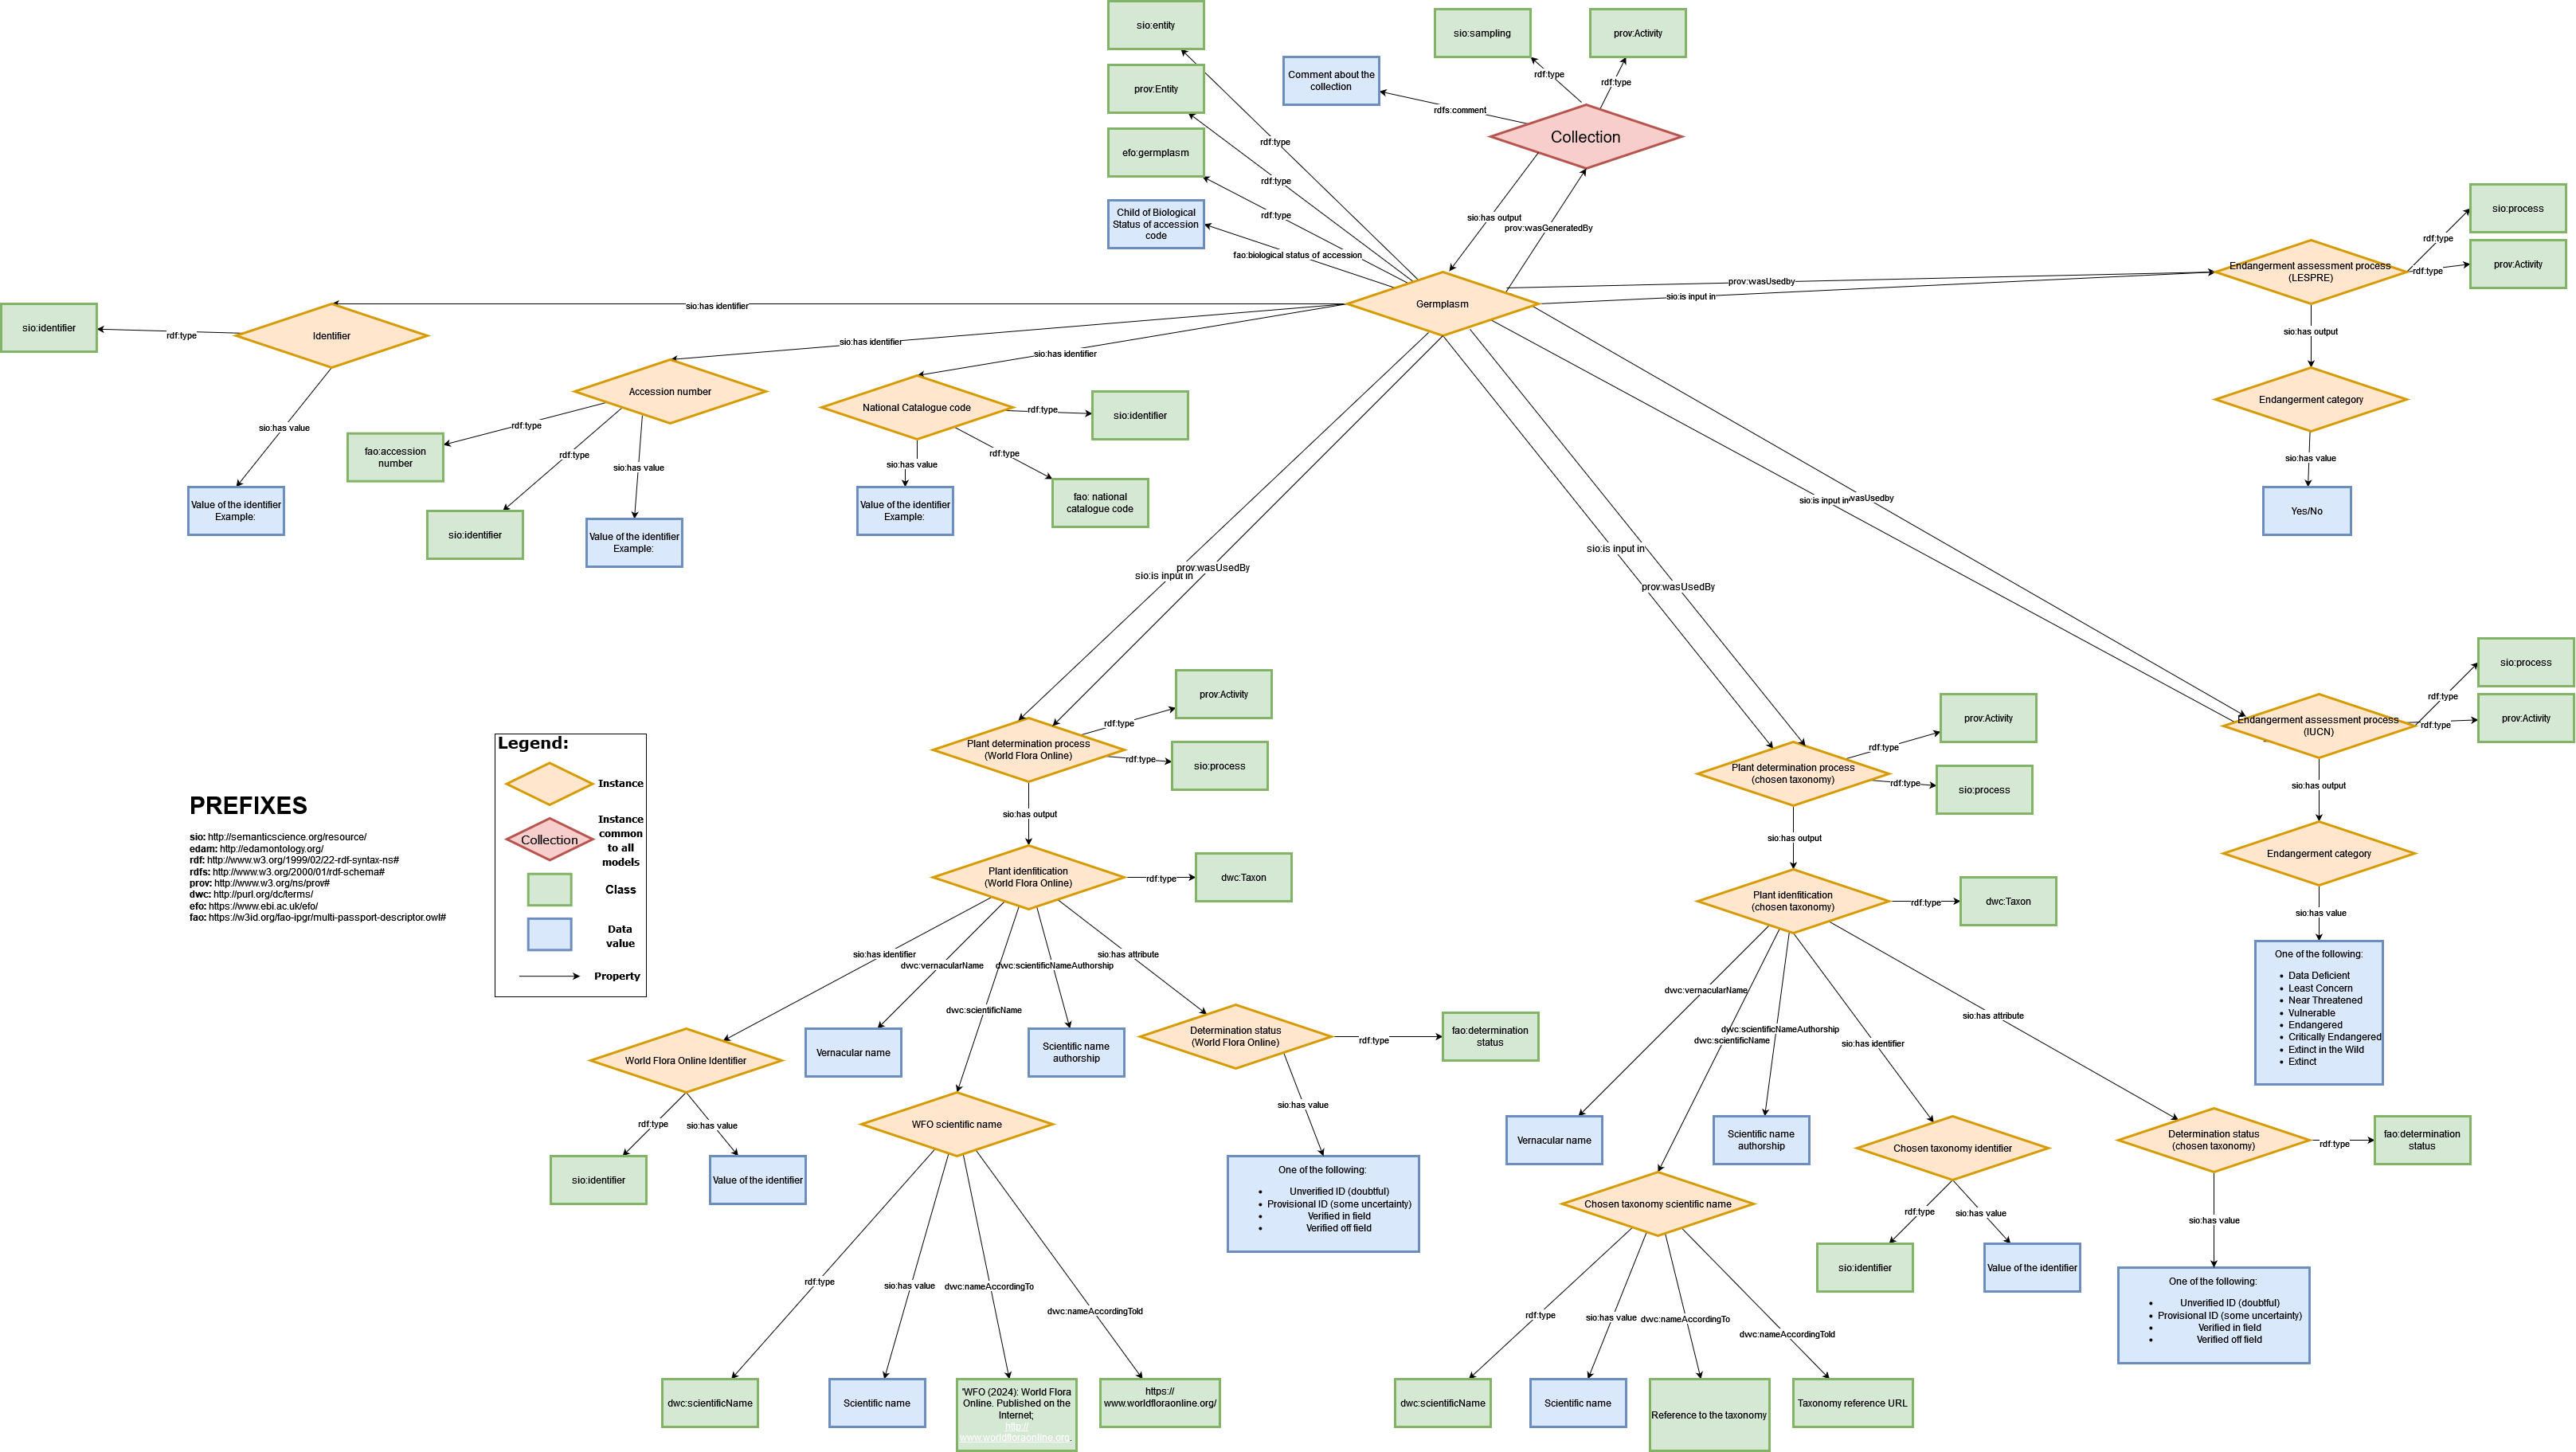 sio:entity
prov:Entity
efo:germplasm
Child of Biological
Status of accession
code
Comment about the
collection
sio:sampling
prov:Activity
rdf:type
rdf:type
rdfs:comment
Collection
rdf:type
rdf:type
rdf:type
fao:biological status of accession
sio:has output
prov:wasGeneratedBy
Germplasm
prov:wasUsedby
sio:is input in
Endangerment assessment process
(LESPRE)
rdf:type
rdf:type
sio:process
prov:Activity
sio:has output
Endangerment category
sio:has value
Yes/No
sio:has identifier
sio:has identifier
sio:has identifier
sio:identifier
rdf:type
Identifier
sio:has value
Value of the identifier
Example:
Accession number
rdf:type
rdf:type
sio:has value
fao:accession
number
sio:identifier
Value of the identifier
Example:
National Catalogue code
rdf:type
sio:identifier
sio:has value
rdf:type
Value of the identifier
Example:
fao: national
catalogue code
sio:is input in
prov:wasUsedBy
sio:is input in
prov:wasUsedBy
sio:is input in
wasUsedby
Plant determination process
(World Flora Online)
rdf:type
rdf:type
prov:Activity
sio:process
sio:has output
Plant idenfitication
(World Flora Online)
rdf:type
dwc:Taxon
sio:has identifier
dwc:vernacularName
dwc:scientificNameAuthorship
sio:has attribute
dwc:scientificName
World Flora Online Identifier
Vernacular name
Scientific name
authorship
Determination status
(World Flora Online)
rdf:type
fao:determination
status
rdf:type
sio:has value
sio:identifier
Value of the identifier
WFO scientific name
sio:has value
One of the following:
• Unverified ID (doubtful)
• Provisional ID (some uncertainty)
• Verified in field
• Verified off field
rdf:type
sio:has value
dwc:nameAccordingTo
dwc:nameAccordingToId
dwc:scientificName
Scientific name
'WFO (2024): World Flora
Online. Published on the
Internet;
http://
www.worldfloraonline.org.
https://
www.worldfloraonline.org/
Plant determination process
(chosen taxonomy)
rdf:type
rdf:type
prov:Activity
sio:process
sio:has output
Plant idenfitication
(chosen taxonomy)
rdf:type
dwc:Taxon
dwc:vernacularName
dwc:scientificNameAuthorship
dwc:scientificName
sio:has identifier
sio:has attribute
Vernacular name
Scientific name
authorship
Chosen taxonomy identifier
Determination status
(chosen taxonomy)
rdf:type
fao:determination
status
rdf:type
sio:has value
sio:identifier
Value of the identifier
sio:has value
One of the following:
• Unverified ID (doubtful)
• Provisional ID (some uncertainty)
• Verified in field
• Verified off field
Chosen taxonomy scientific name
rdf:type
sio:has value
dwc:nameAccordingTo
dwc:nameAccordingToId
dwc:scientificName
Scientific name
Reference to the taxonomy
Taxonomy reference URL
Endangerment assessment process
(IUCN)
rdf:type
rdf:type
sio:process
prov:Activity
sio:has output
Endangerment category
sio:has value
One of the following:
• Data Deficient
• Least Concern
• Near Threatened
• Vulnerable
• Endangered
• Critically Endangered
• Extinct in the Wild
• Extinct
PREFIXES
sio: http://semanticscience.org/resource/
edam: http://edamontology.org/
rdf: http://www.w3.org/1999/02/22-rdf-syntax-ns#
rdfs: http://www.w3.org/2000/01/rdf-schema#
prov: http://www.w3.org/ns/prov#
dwc: http://purl.org/dc/terms/
efo: https://www.ebi.ac.uk/efo/
fao: https://w3id.org/fao-ipgr/multi-passport-descriptor.owl#
Legend:
Instance
Collection
Instance
common
to all
models
Class
Data
value
Property